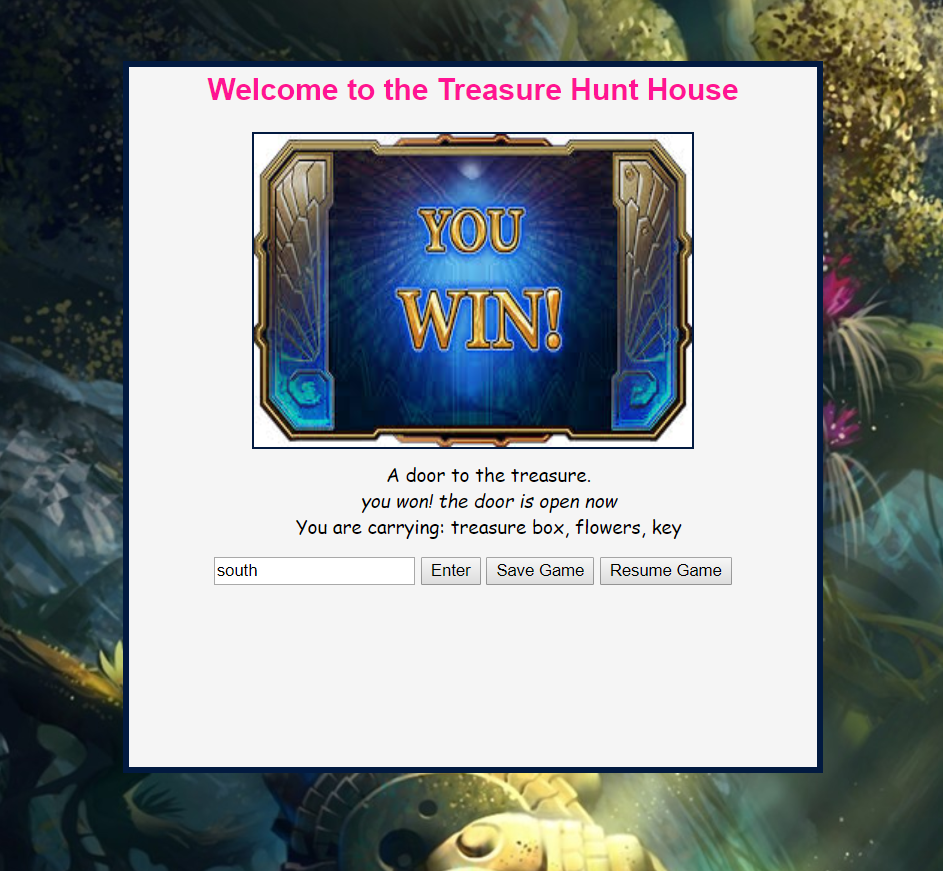 Welcome to the Treasure Hunt House
YOU
WIN!
A door to the treasure.
you won! the door is open now
You are carrying: treasure box, flowers, key
south Enter Save Game Resume Game